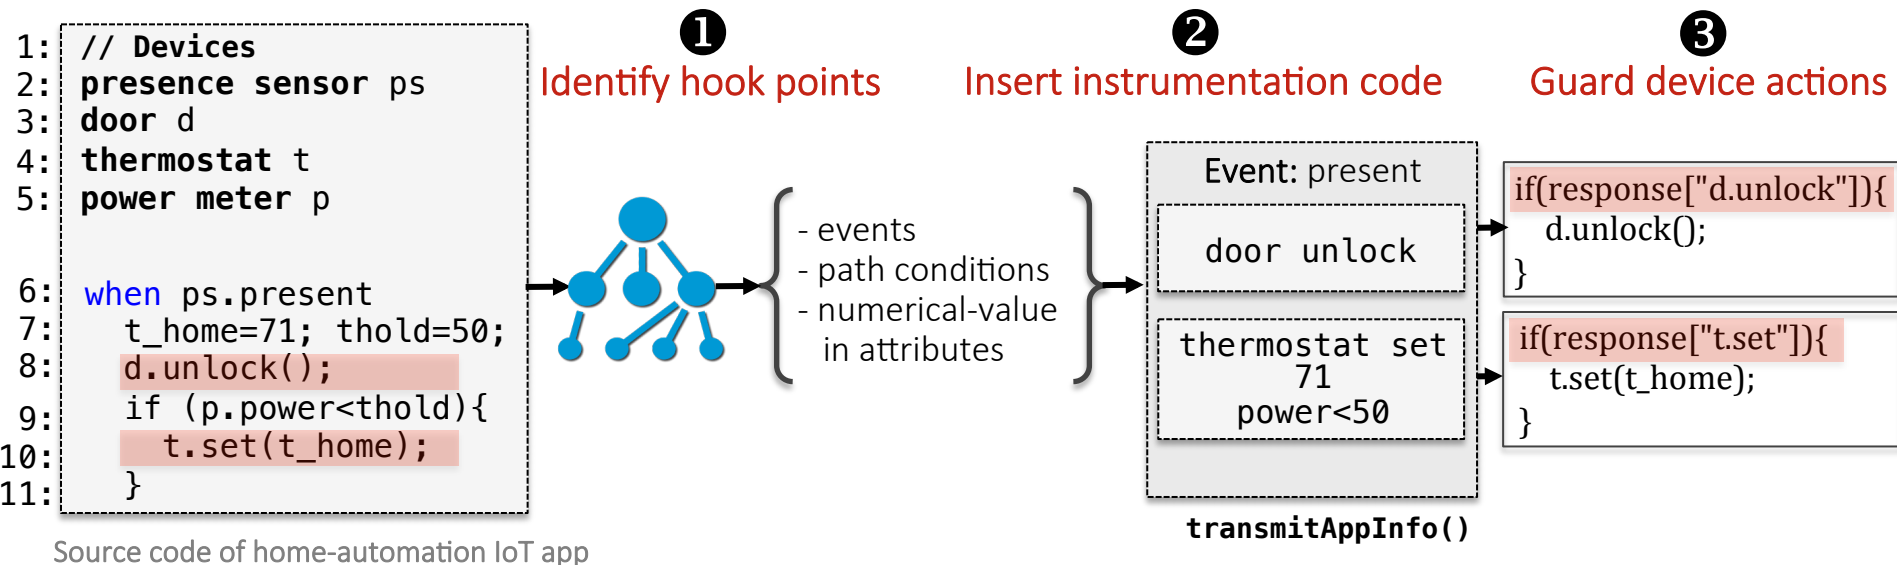 1: // Devices
2: presence sensor ps
3: door d
4: thermostat t
5: power meter p
6: when ps.present
7: t_home=71; thold=50;
8: d.unlock();
9: if (p.power<thold){
10: t.set(t_home);
11: }
Source code of home-automation IoT app
❶
Identify hook points
- events
- path conditions
- numerical-value
in attributes
❷
Insert instrumentation code
Event: present
door unlock
thermostat set
71
power<50
transmitAppInfo()
❸
Guard device actions
if(response["d.unlock"]){
d.unlock();
}
if(response["t.set"]){
t.set(t_home);
}